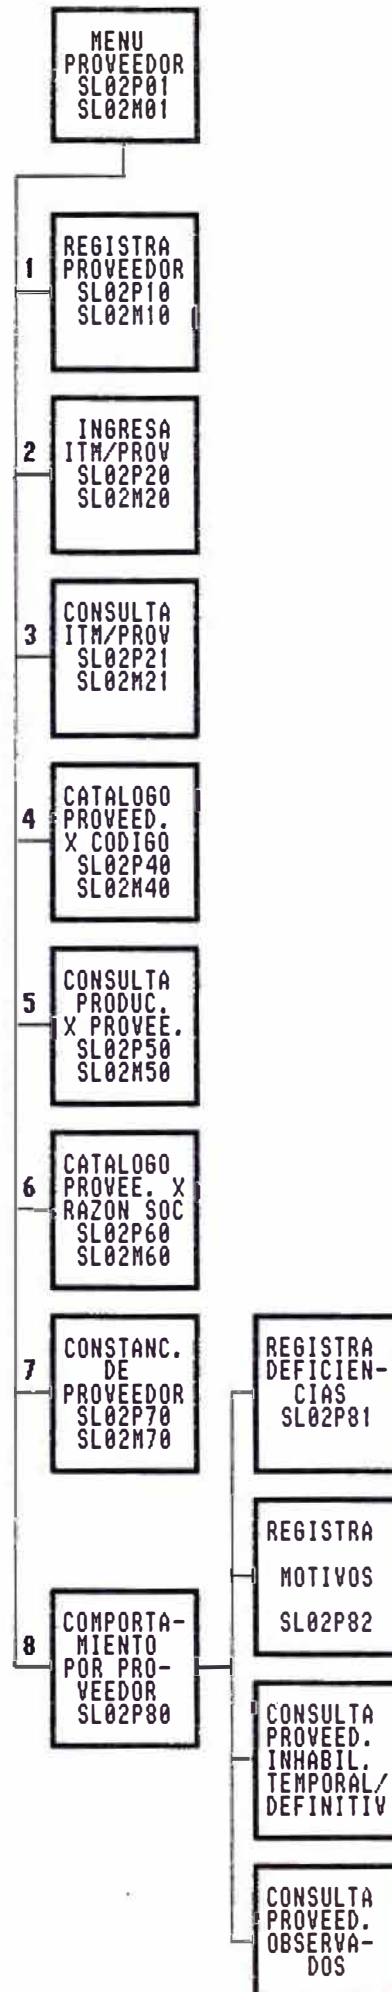 MENU
PROVEEDOR
SL02P01
SL02M01
1
REGISTRA
PROVEEDOR
SL02P10
SL02M10
2
INGRESA
ITM/PROV
SL02P20
SL02M20
3
CONSULTA
ITM/PROV
SL02P21
SL02M21
4
CATALOGO
PROVEED.
X CODIGO
SL02P40
SL02M40
5
CONSULTA
PRODUC.
X PROVEE.
SL02P50
SL02M50
6
CATALOGO
PROVEE. X
RAZON SOC
SL02P60
SL02M60
7
CONSTANC.
DE
PROVEEDOR
SL02P70
SL02M70
8
COMPORTA-
MIENTO
POR PRO-
VEEDOR
SL02P80
REGISTRA
DEFICIEN-
CIAS
SL02P81
REGISTRA
MOTIVOS
SL02P82
CONSULTA
PROVEED.
INHABIL.
TEMPORAL/
DEFINITIV
CONSULTA
PROVEED.
OBSERVA-
DOS